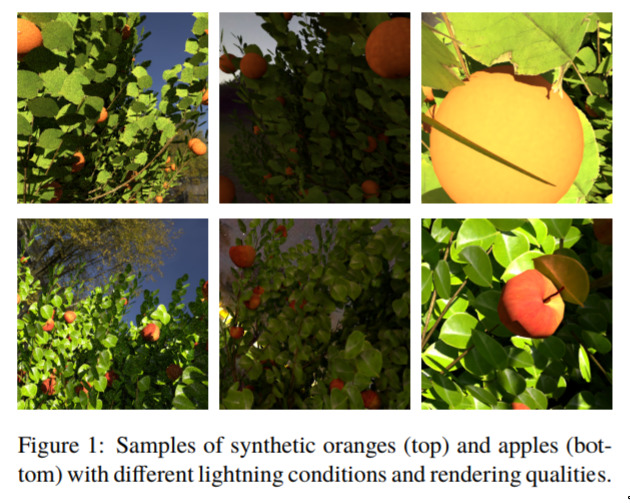 Figure 1: Samples of synthetic oranges (top) and apples (bot-
tom) with different lightning conditions and rendering qualities.